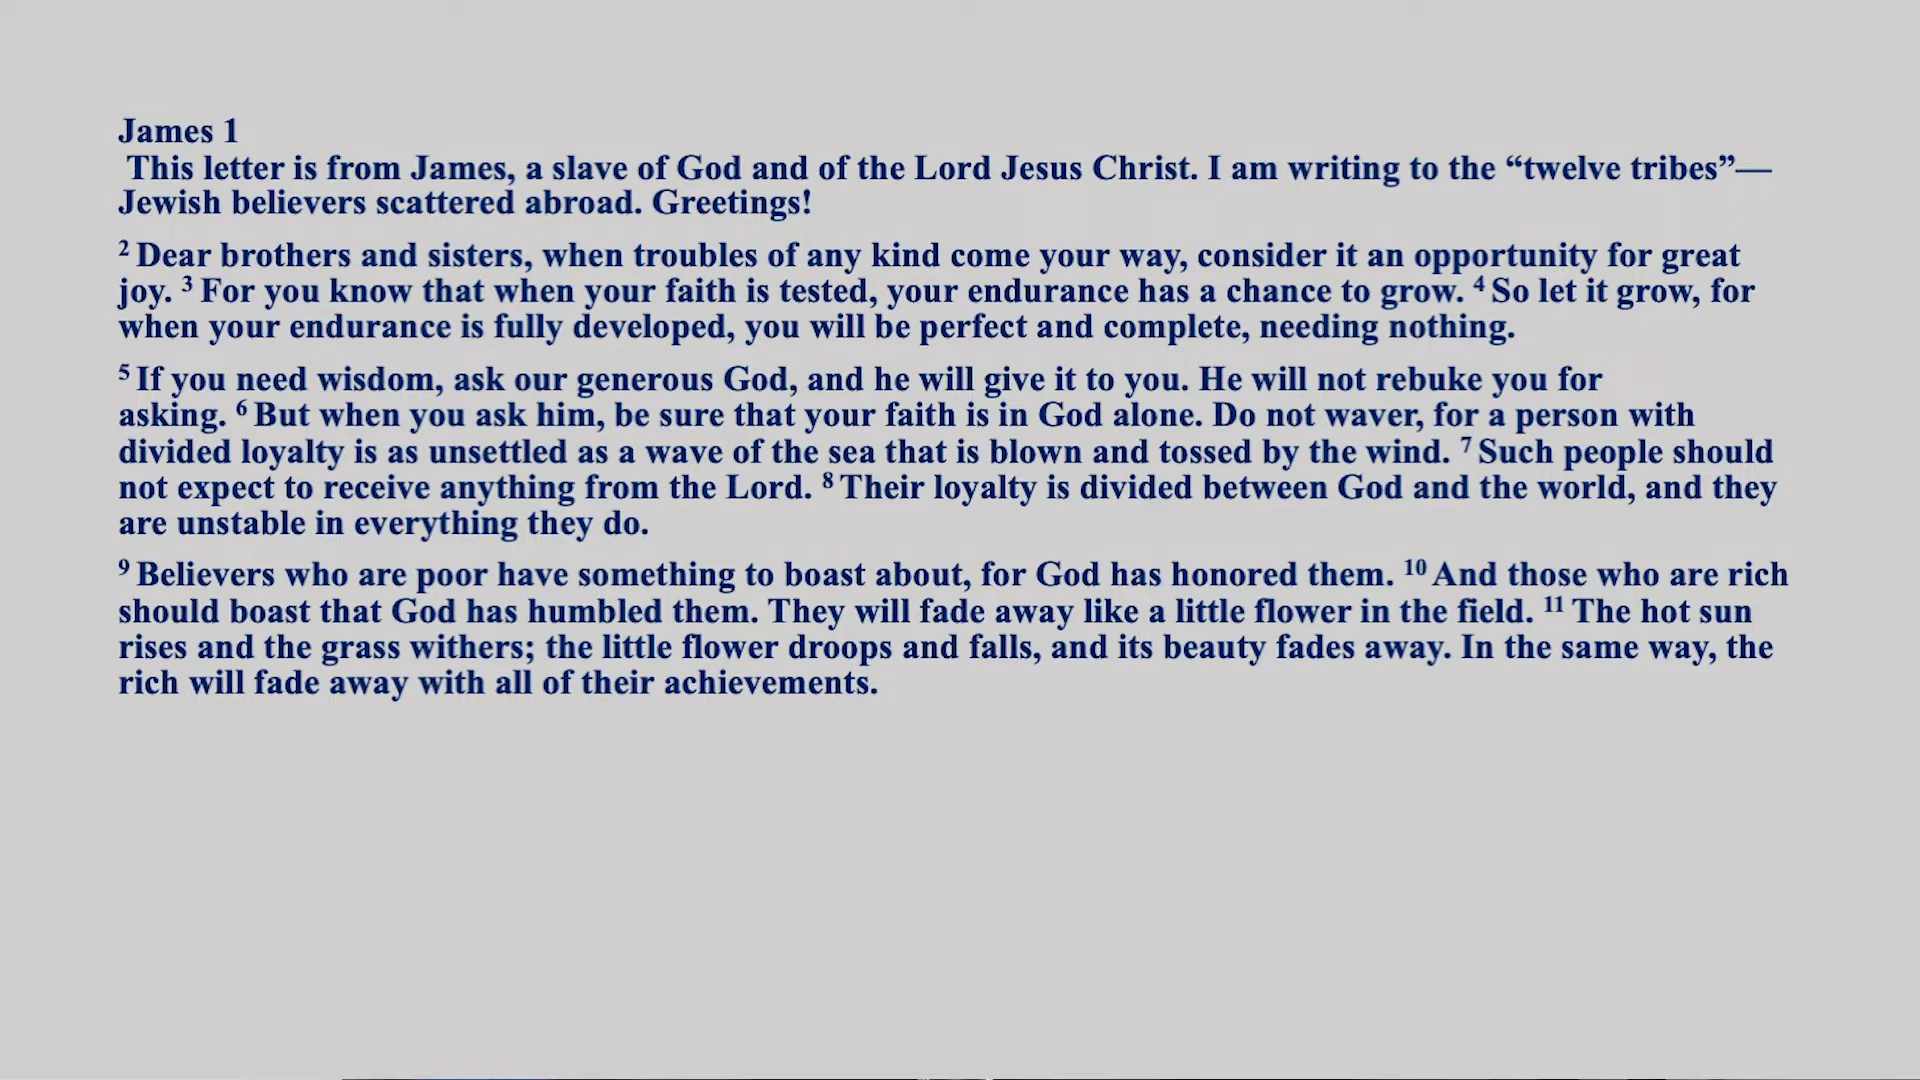 James 1
This letter is from James, a slave of God and of the Lord Jesus Christ. I am writing to the “twelve tribes”—
Jewish believers scattered abroad. Greetings!
2 Dear brothers and sisters, when troubles of any kind come your way, consider it an opportunity for great
joy. 3 For you know that when your faith is tested, your endurance has a chance to grow. 4 So let it grow, for
when your endurance is fully developed, you will be perfect and complete, needing nothing.
5 If you need wisdom, ask our generous God, and he will give it to you. He will not rebuke you for
asking. 6 But when you ask him, be sure that your faith is in God alone. Do not waver, for a person with
divided loyalty is as unsettled as a wave of the sea that is blown and tossed by the wind. 7 Such people should
not expect to receive anything from the Lord. 8 Their loyalty is divided between God and the world, and they
are unstable in everything they do.
9 Believers who are poor have something to boast about, for God has honored them. 10 And those who are rich
should boast that God has humbled them. They will fade away like a little flower in the field. 11 The hot sun
rises and the grass withers; the little flower droops and falls, and its beauty fades away. In the same way, the
rich will fade away with all of their achievements.